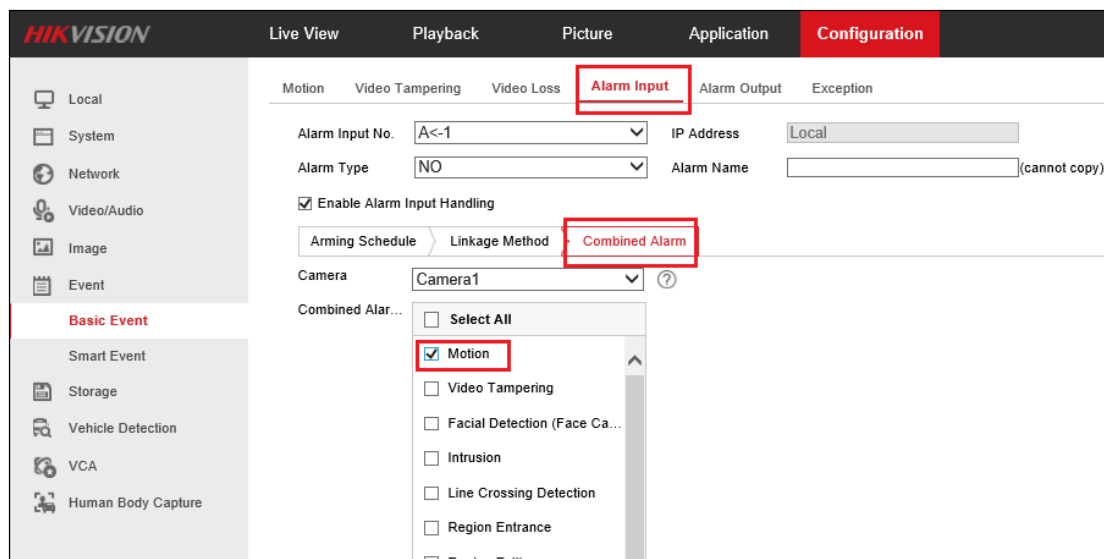 HIKVISION
Live View Playback Picture Application Configuration
Local
System
Network
Video/Audio
Image
Event
Basic Event
Smart Event
Storage
Vehicle Detection
VCA
Human Body Capture
Motion Video Tampering Video Loss Alarm Input Alarm Output Exception
Alarm Input No. A<-1 IP Address Local
Alarm Type NO Alarm Name (cannot copy)
Enable Alarm Input Handling
Arming Schedule Linkage Method Combined Alarm
Camera Camera1 ?
Combined Alar... Select All
Motion
Video Tampering
Facial Detection (Face Ca...
Intrusion
Line Crossing Detection
Region Entrance